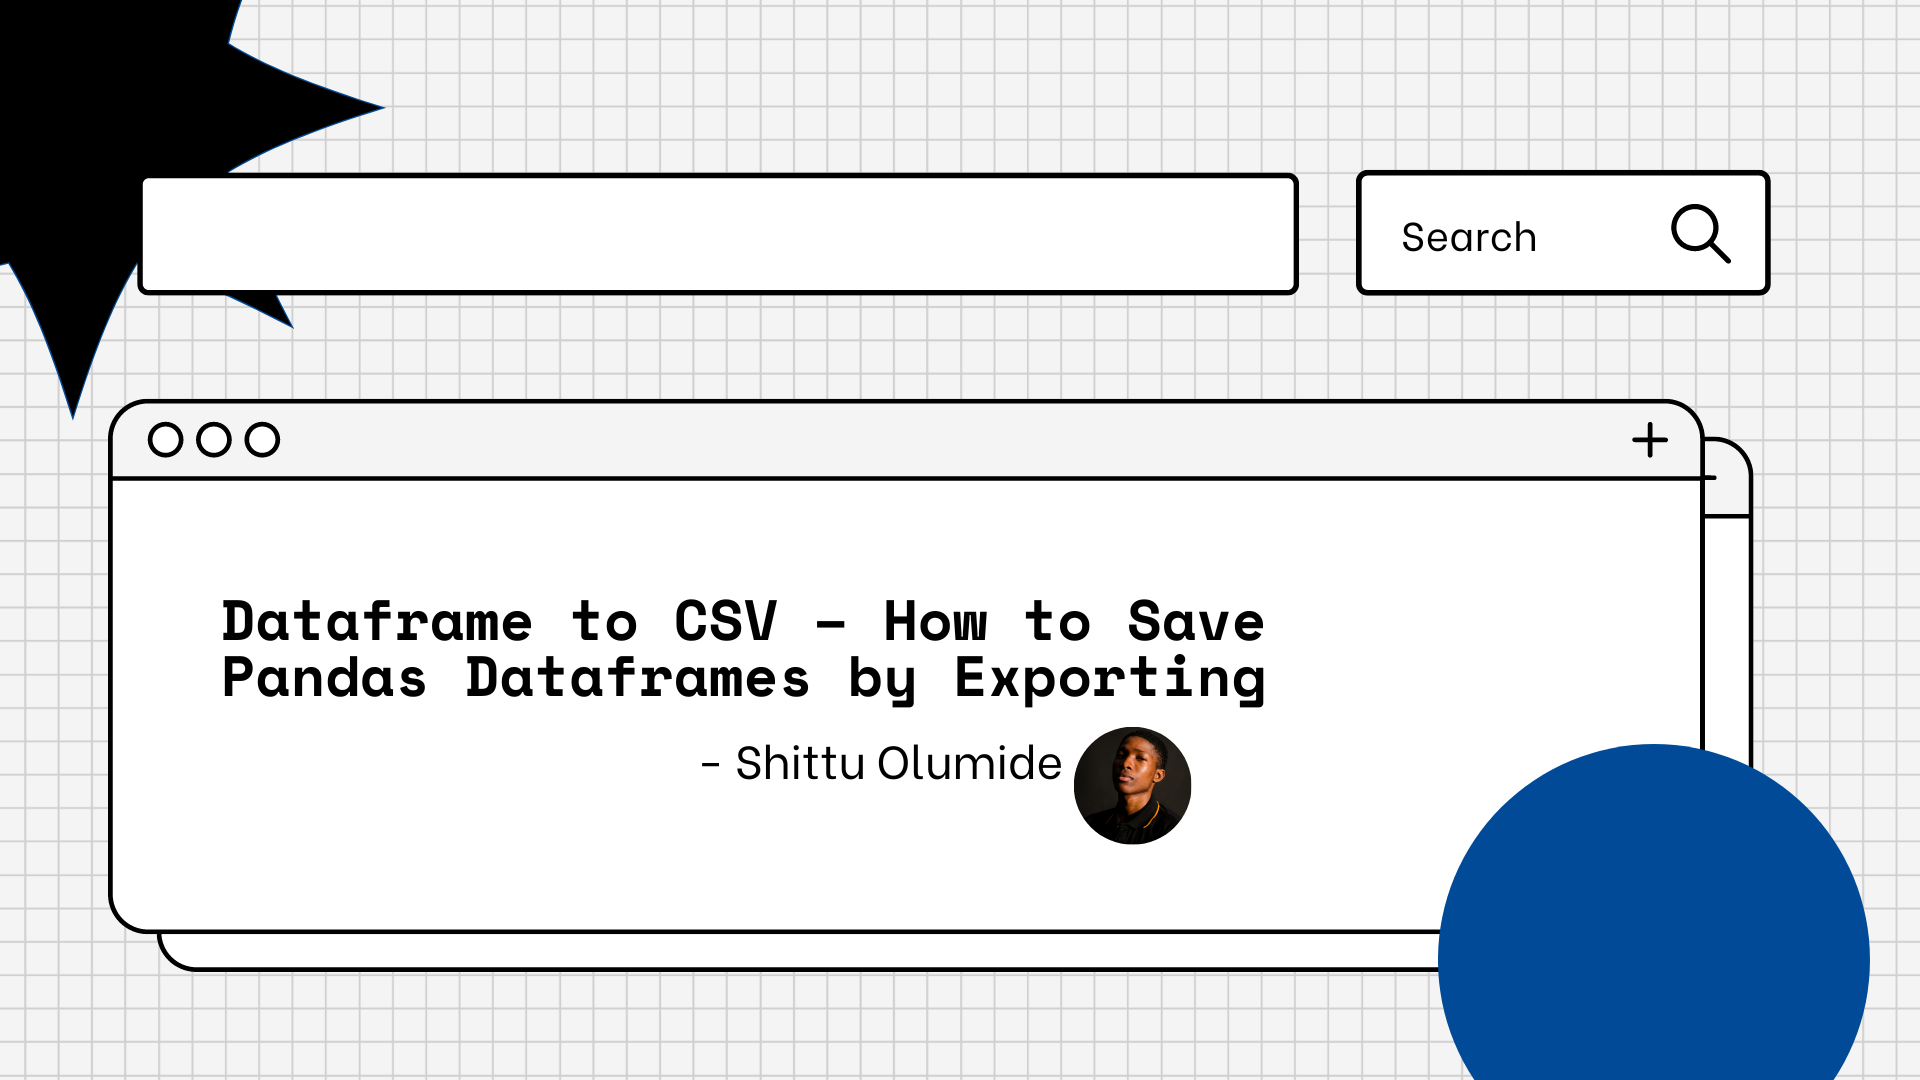 Search
Dataframe to CSV – How to Save
Pandas Dataframes by Exporting
- Shittu Olumide